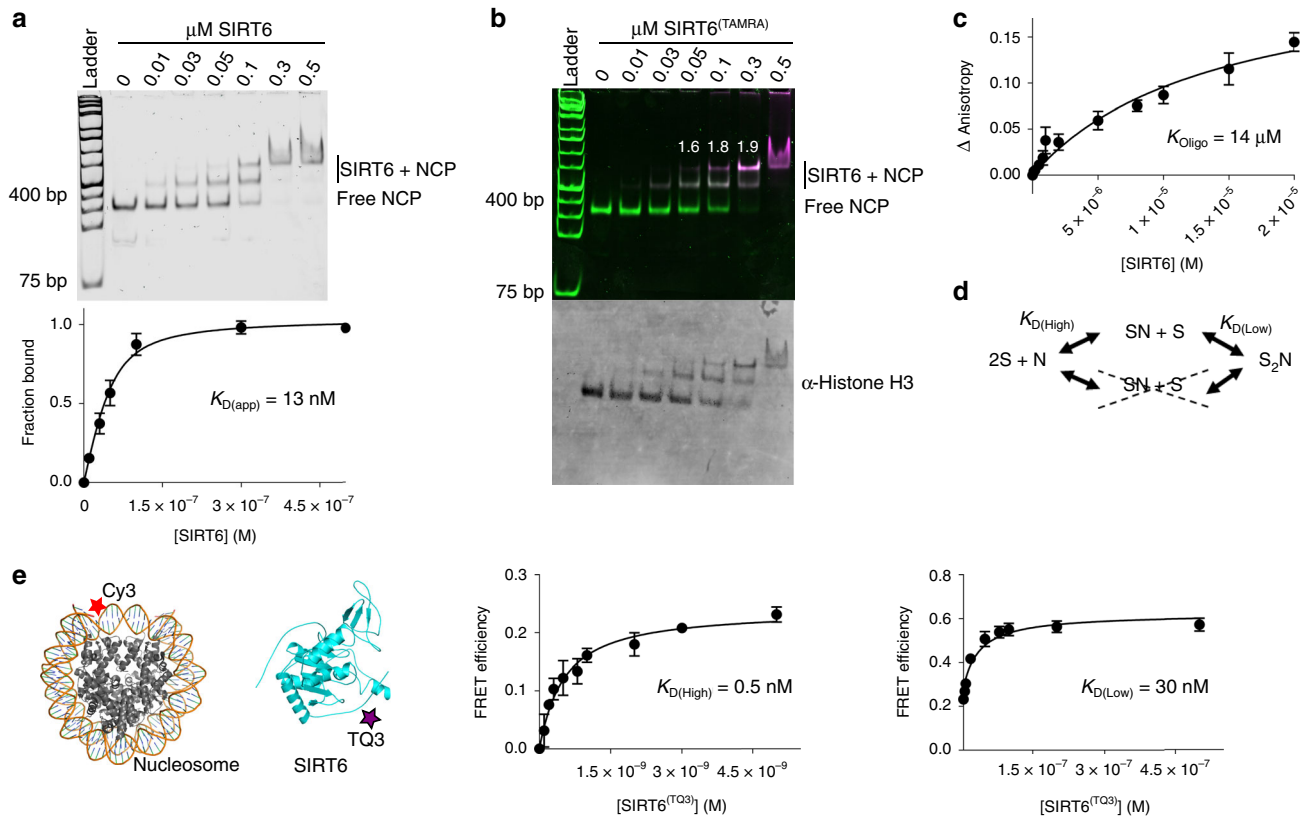 a
μM SIRT6
Ladder
0
0.01
0.03
0.05
0.1
0.3
0.5
400 bp
75 bp
SIRT6 + NCP
Free NCP
1.0
0.5
0.0
Fraction bound
K_D(app) = 13 nM
0
1.5 × 10⁻⁷
3 × 10⁻⁷
4.5 × 10⁻⁷
[SIRT6] (M)
b
μM SIRT6⁽ᵀᴬᴹᴿᴬ⁾
Ladder
0
0.01
0.03
0.05
0.1
0.3
0.5
1.6 1.8 1.9
400 bp
75 bp
SIRT6 + NCP
Free NCP
α-Histone H3
c
0.15
0.10
0.05
0.00
Δ Anisotropy
K_Oligo = 14 μM
5 × 10⁻⁶
1 × 10⁻⁵
1.5 × 10⁻⁵
2 × 10⁻⁵
[SIRT6] (M)
d
K_D(High)
SN + S
K_D(Low)
2S + N
S₂N
SN + S
e
Cy3
Nucleosome
TQ3
SIRT6
0.3
0.2
0.1
0.0
FRET efficiency
K_D(High) = 0.5 nM
1.5 × 10⁻⁹
3 × 10⁻⁹
4.5 × 10⁻⁹
[SIRT6⁽ᵀQ³⁾] (M)
0.8
0.6
0.4
0.2
0.0
FRET efficiency
K_D(Low) = 30 nM
1.5 × 10⁻⁷
3 × 10⁻⁷
4.5 × 10⁻⁷
[SIRT6⁽ᵀQ³⁾] (M)